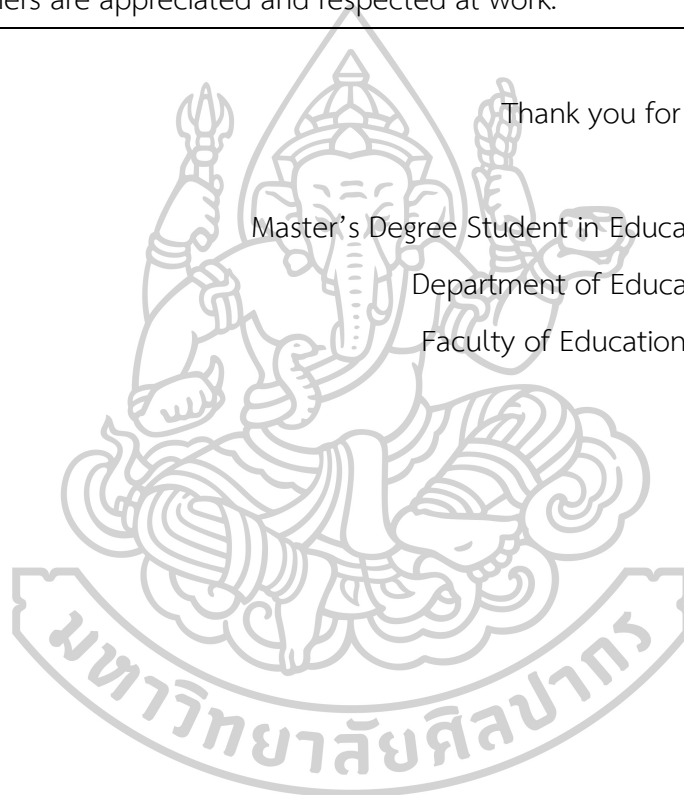 ers are appreciated and respected at work.
Thank you for
Master's Degree Student in Educa
Department of Educa
Faculty of Education
มหาวิทยาลัยศิลปากร